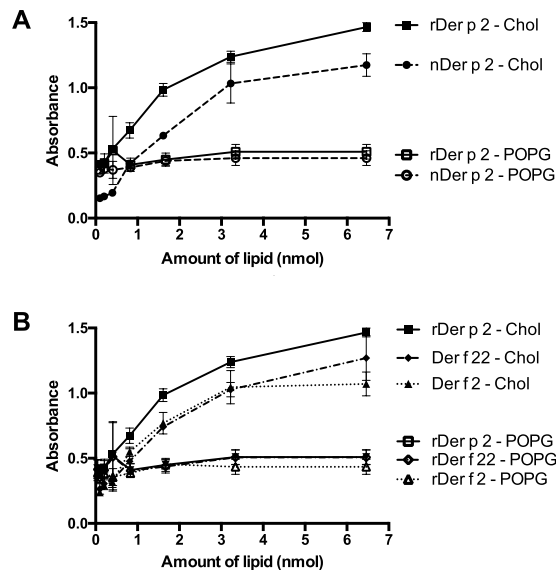 A
1.5
1.0
0.5
0.0
Absorbance
0 1 2 3 4 5 6 7
Amount of lipid (nmol)
rDer p 2 - Chol
nDer p 2 - Chol
rDer p 2 - POPG
nDer p 2 - POPG
B
1.5
1.0
0.5
0.0
Absorbance
0 1 2 3 4 5 6 7
Amount of lipid (nmol)
rDer p 2 - Chol
Der f 22 - Chol
Der f 2 - Chol
rDer p 2 - POPG
rDer f 22 - POPG
rDer f 2 - POPG